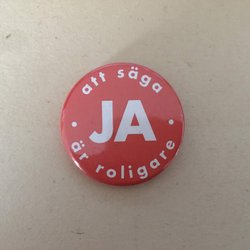 att säga
JA
är roligare